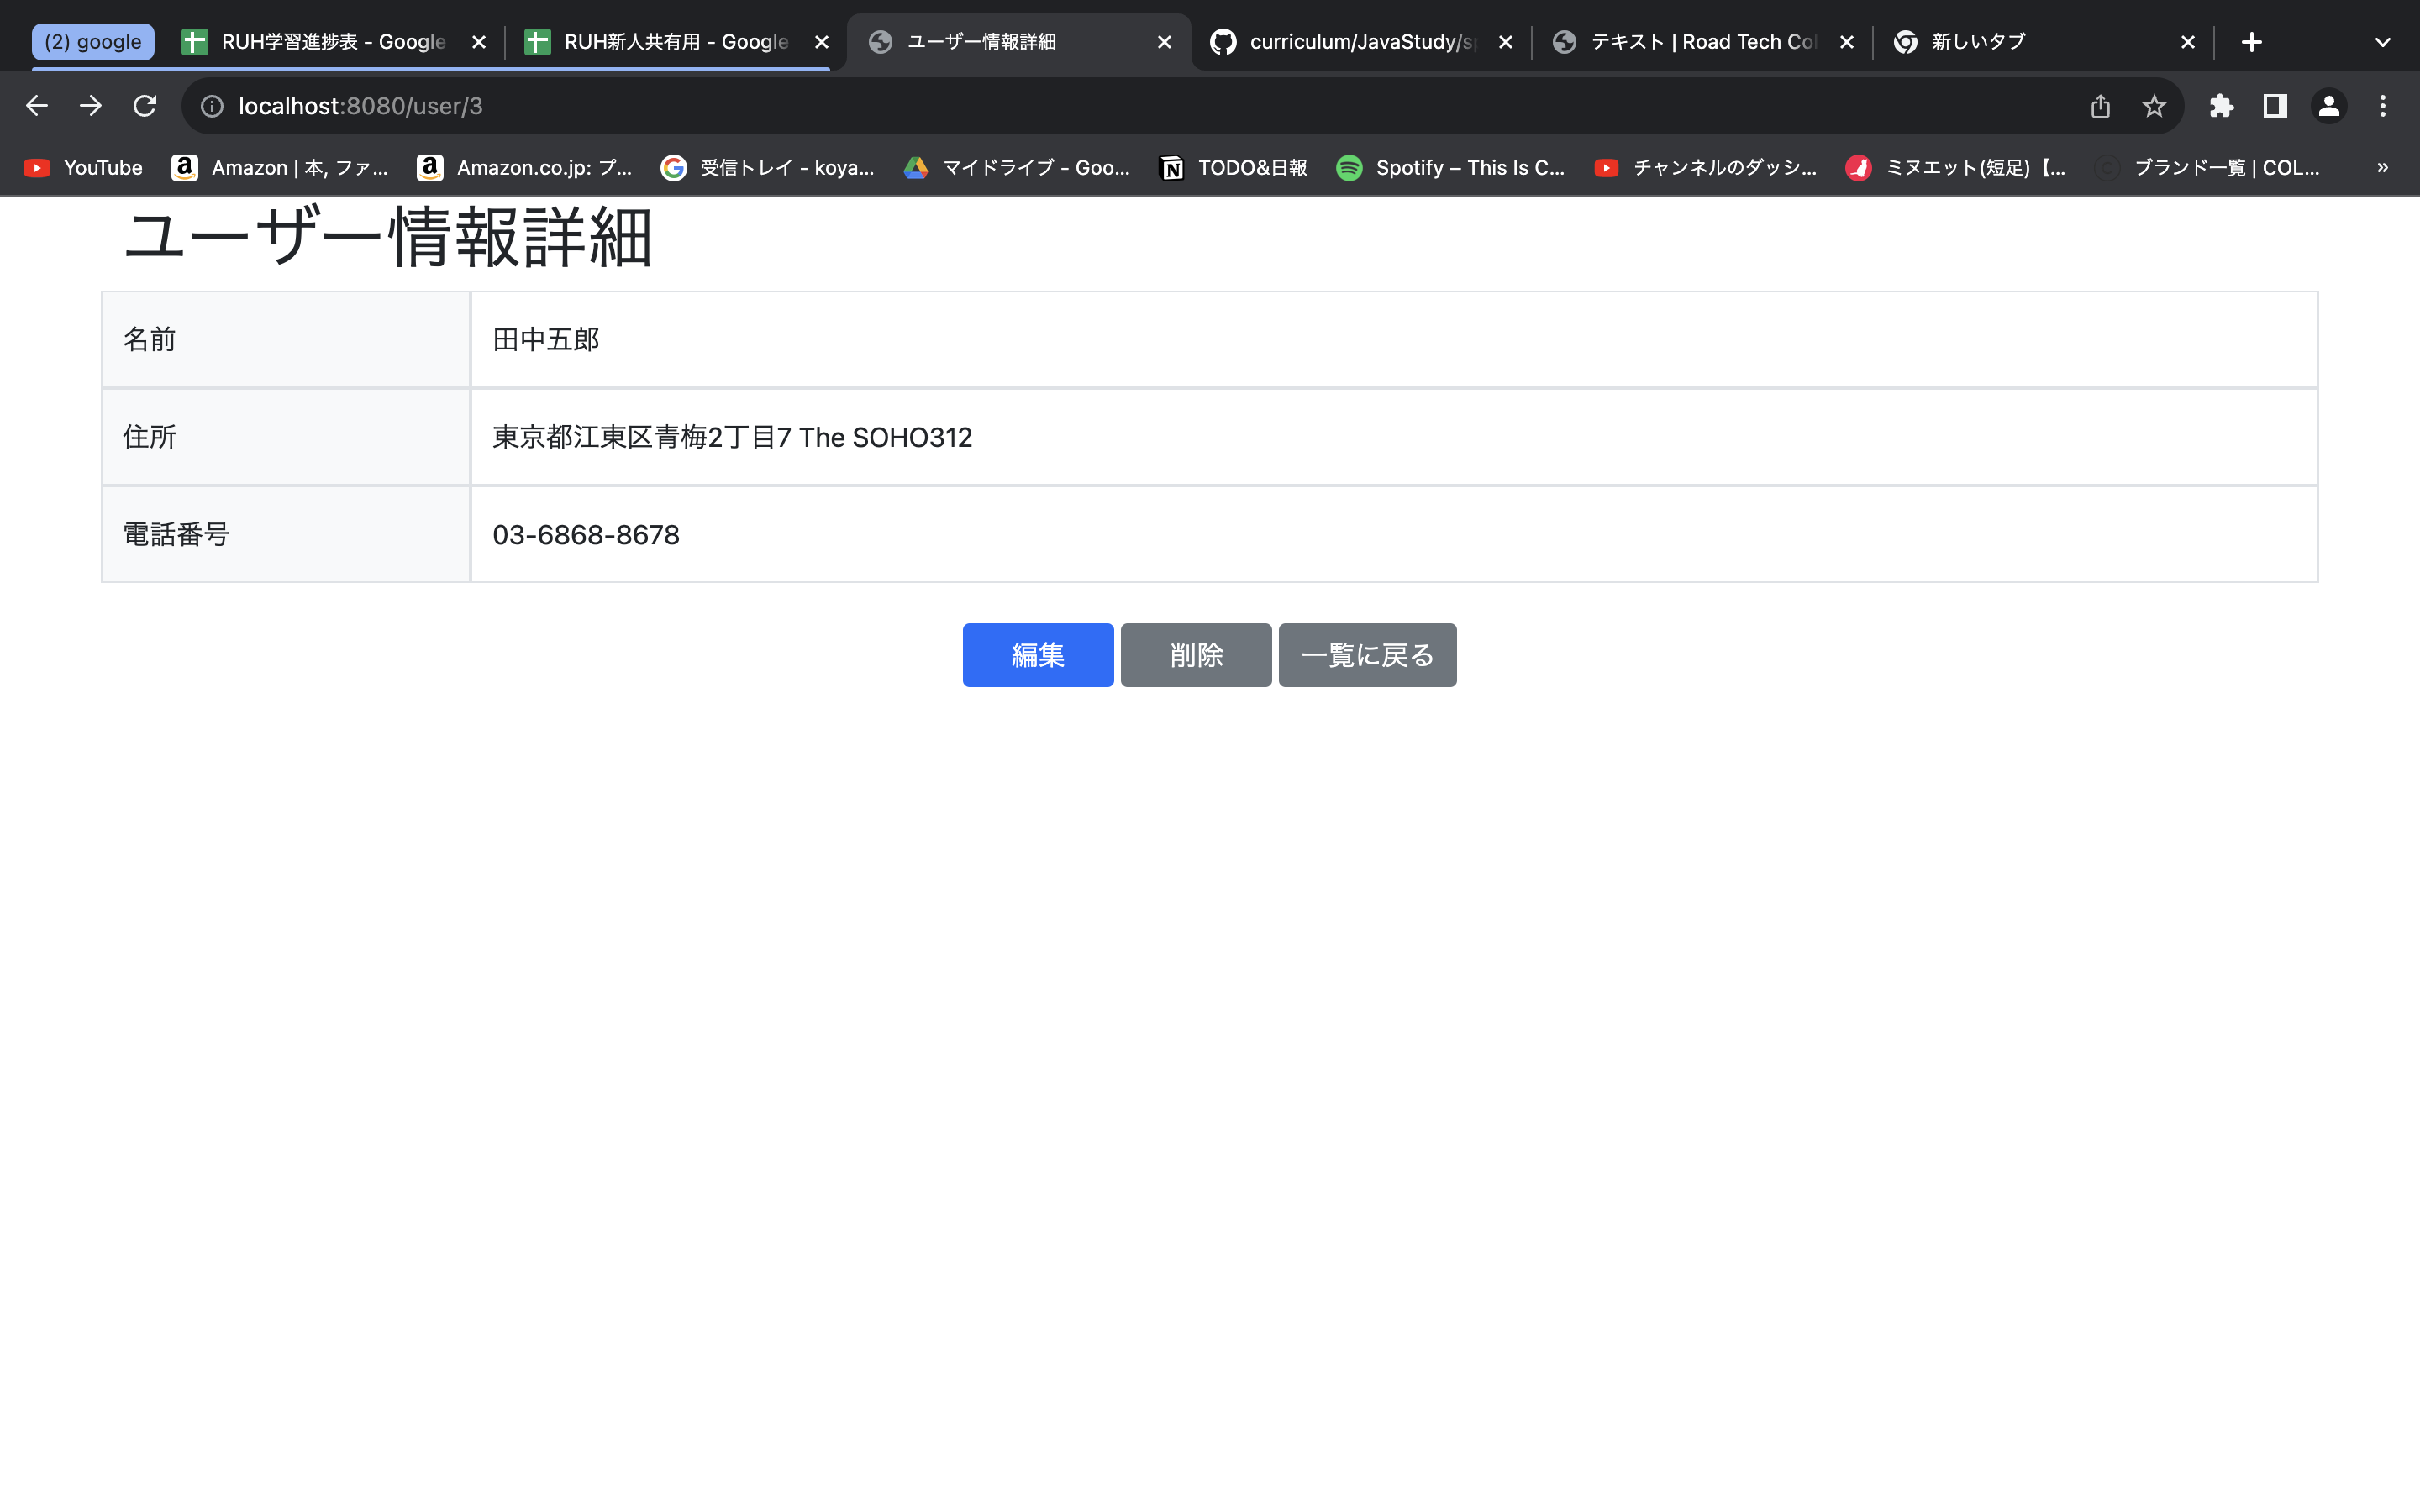 (2) google
RUH学習進捗表 - Google
RUH新人共有用 - Google
ユーザー情報詳細
curriculum/JavaStudy/sp
テキスト | Road Tech Col
新しいタブ
localhost:8080/user/3
YouTube
Amazon | 本, ファ...
Amazon.co.jp: プ...
受信トレイ - koya...
マイドライブ - Goo...
TODO&日報
Spotify – This Is C...
チャンネルのダッシ...
ミヌエット(短足)【...
ブランド一覧 | COL...
»
ユーザー情報詳細
名前
田中五郎
住所
東京都江東区青梅2丁目7 The SOHO312
電話番号
03-6868-8678
編集
削除
一覧に戻る